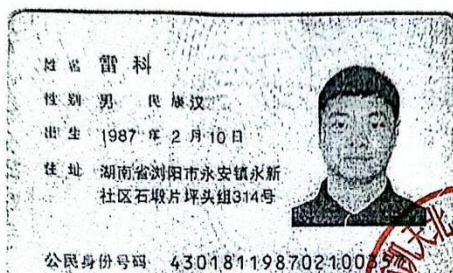 姓名 雷科
性别 男 民族汉
出生 1987 年 2 月 10 日
住址 湖南省浏阳市永安镇永新
社区石塅片坪头组314号
公民身份号码